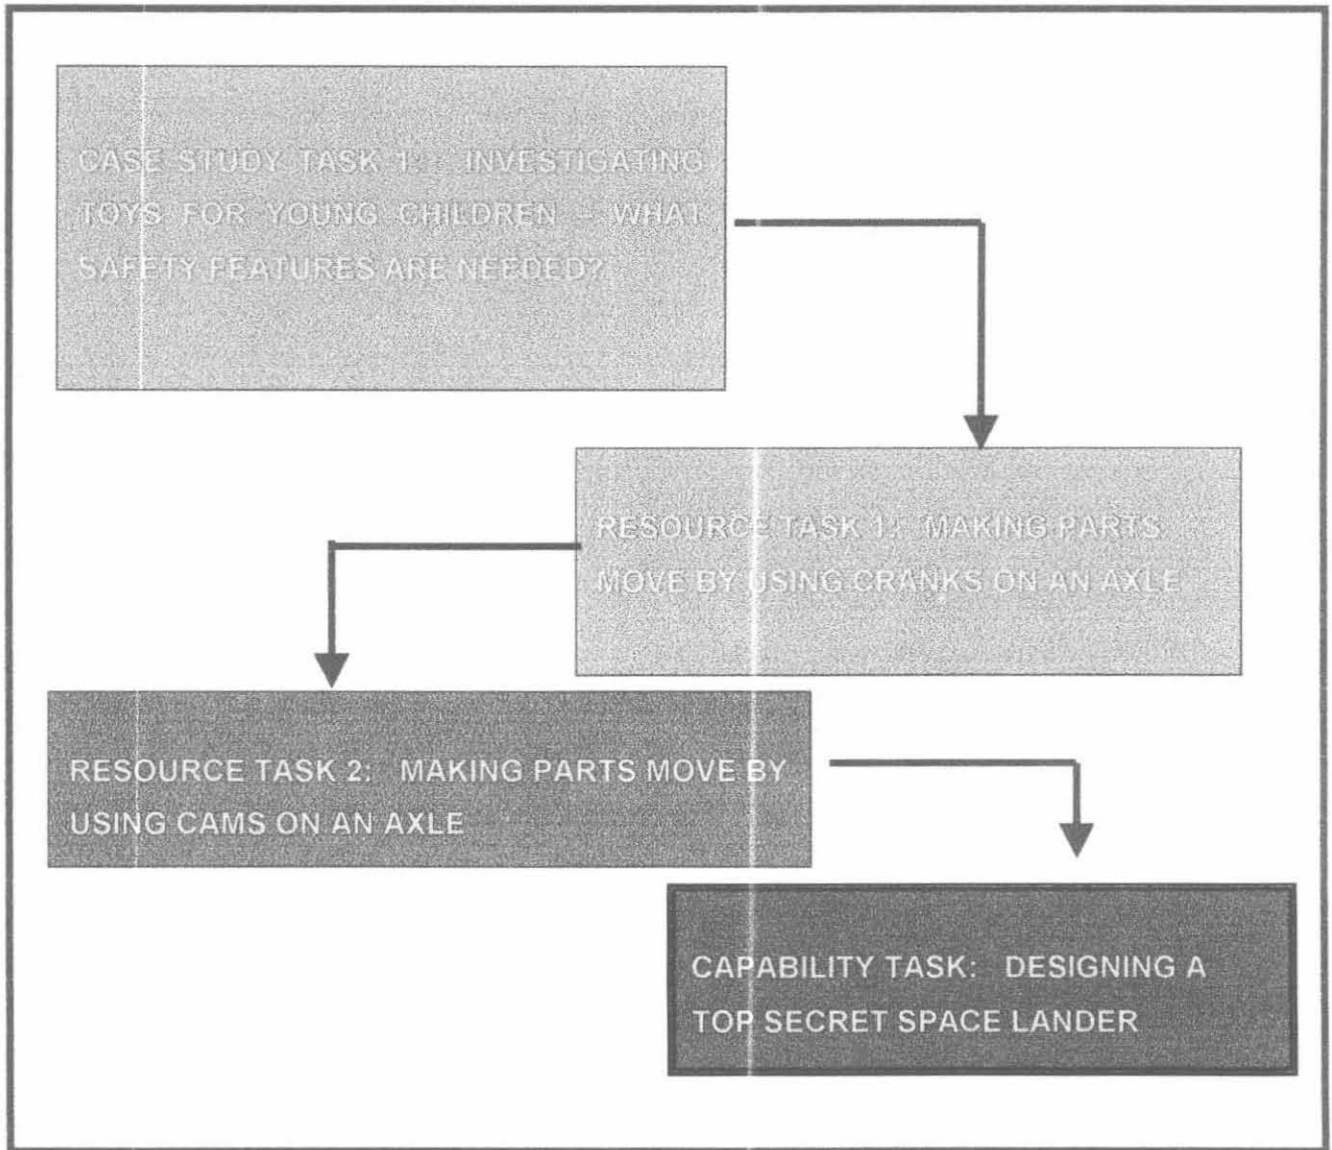 CASE STUDY TASK 1: INVESTIGATING
TOYS FOR YOUNG CHILDREN – WHAT
SAFETY FEATURES ARE NEEDED?
RESOURCE TASK 1: MAKING PARTS
MOVE BY USING CRANKS ON AN AXLE
RESOURCE TASK 2: MAKING PARTS MOVE BY
USING CAMS ON AN AXLE
CAPABILITY TASK: DESIGNING A
TOP SECRET SPACE LANDER